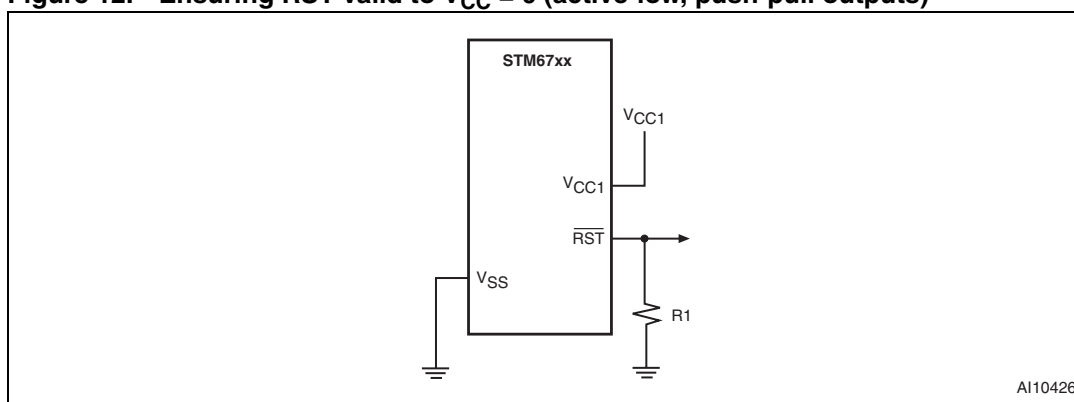 Figure 12. Ensuring RST valid to VCC = 0 (active-low, push-pull outputs)
STM67xx
VCC1
VCC1
RST
VSS
R1
AI10426